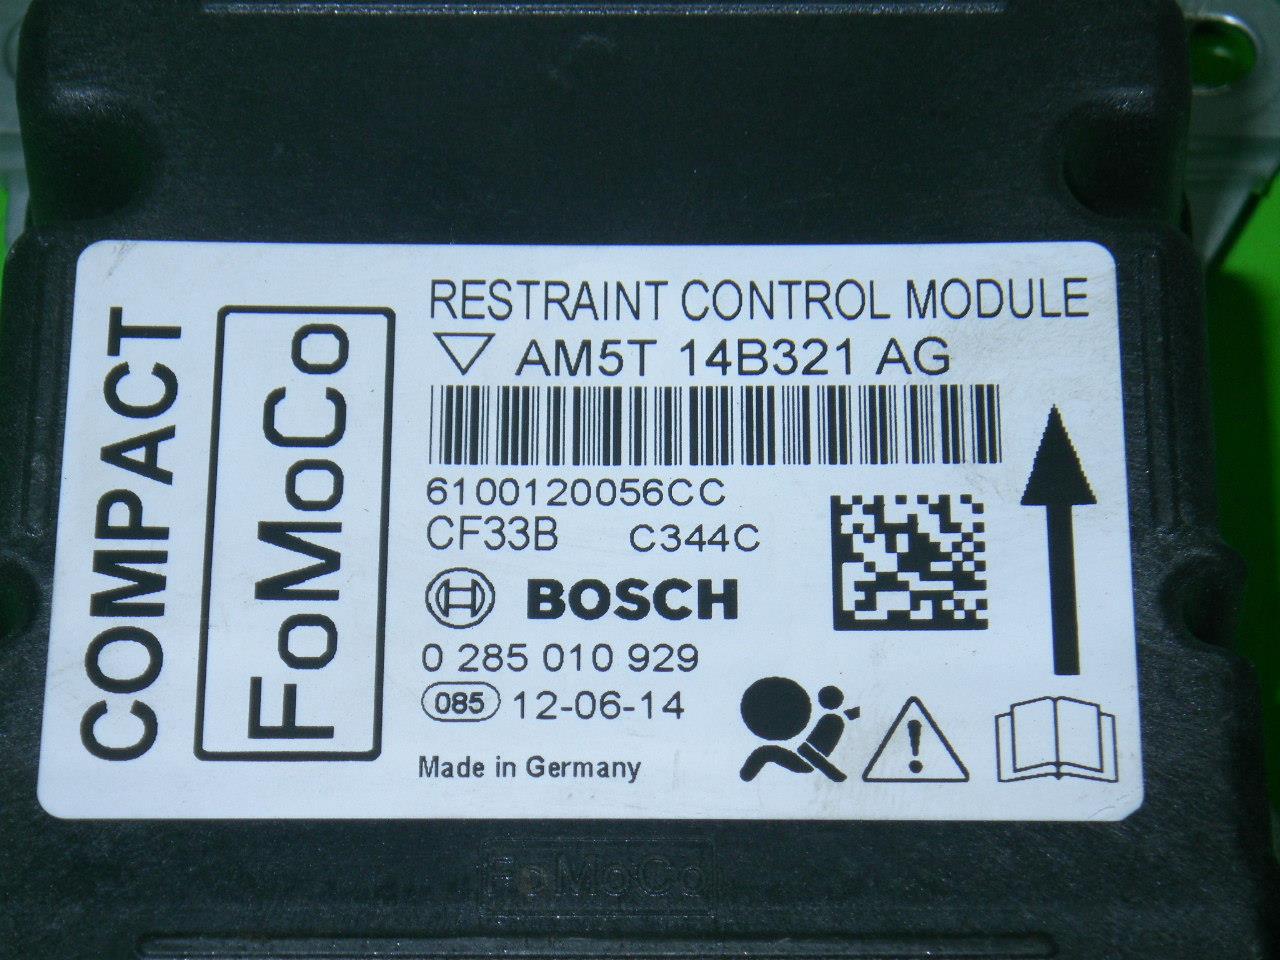 COMPACT
FoMoCo
RESTRAINT CONTROL MODULE
AM5T 14B321 AG
6100120056CC
CF33B C344C
BOSCH
0 285 010 929
085 12-06-14
Made in Germany
FoMoCo